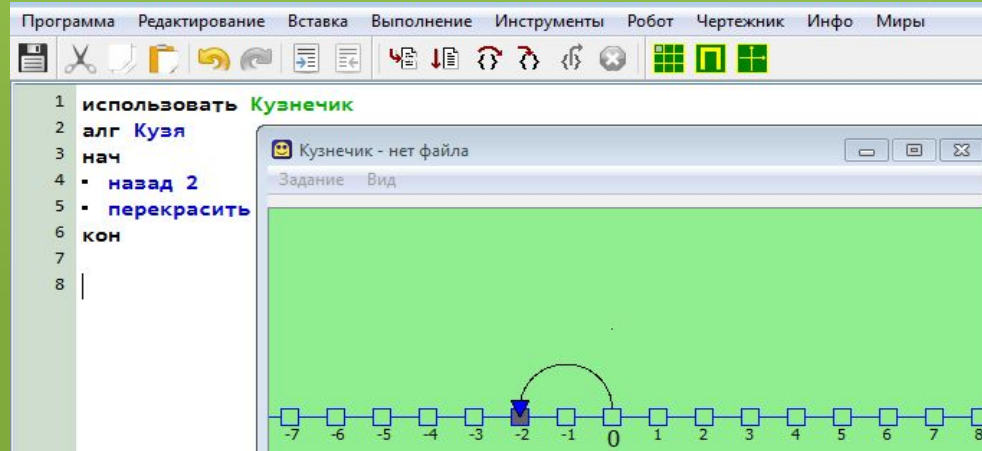 Программа Редактирование Вставка Выполнение Инструменты Робот Чертежник Инфо Миры
1 использовать Кузнечик
2 алг Кузя
3 нач
4 ▪ назад 2
5 ▪ перекрасить
6 кон
7
8
Кузнечик - нет файла
Задание Вид
-7 -6 -5 -4 -3 -2 -1 0 1 2 3 4 5 6 7 8